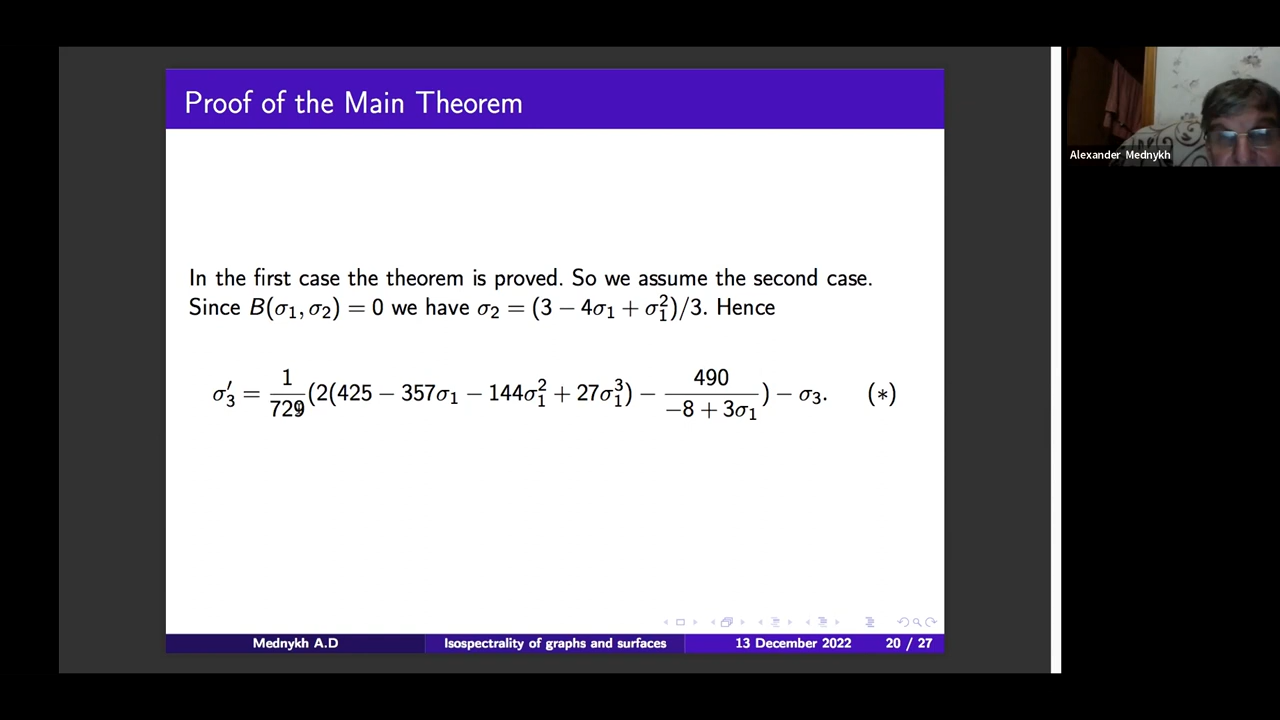 Proof of the Main Theorem
Alexander Mednykh
In the first case the theorem is proved. So we assume the second case.
Since B(σ₁, σ₂) = 0 we have σ₂ = (3 − 4σ₁ + σ₁²)/3. Hence
σ₃′ = 1/729 (2(425 − 357σ₁ − 144σ₁² + 27σ₁³) − 490/(−8 + 3σ₁)) − σ₃. (∗)
Mednykh A.D Isospectrality of graphs and surfaces 13 December 2022 20 / 27